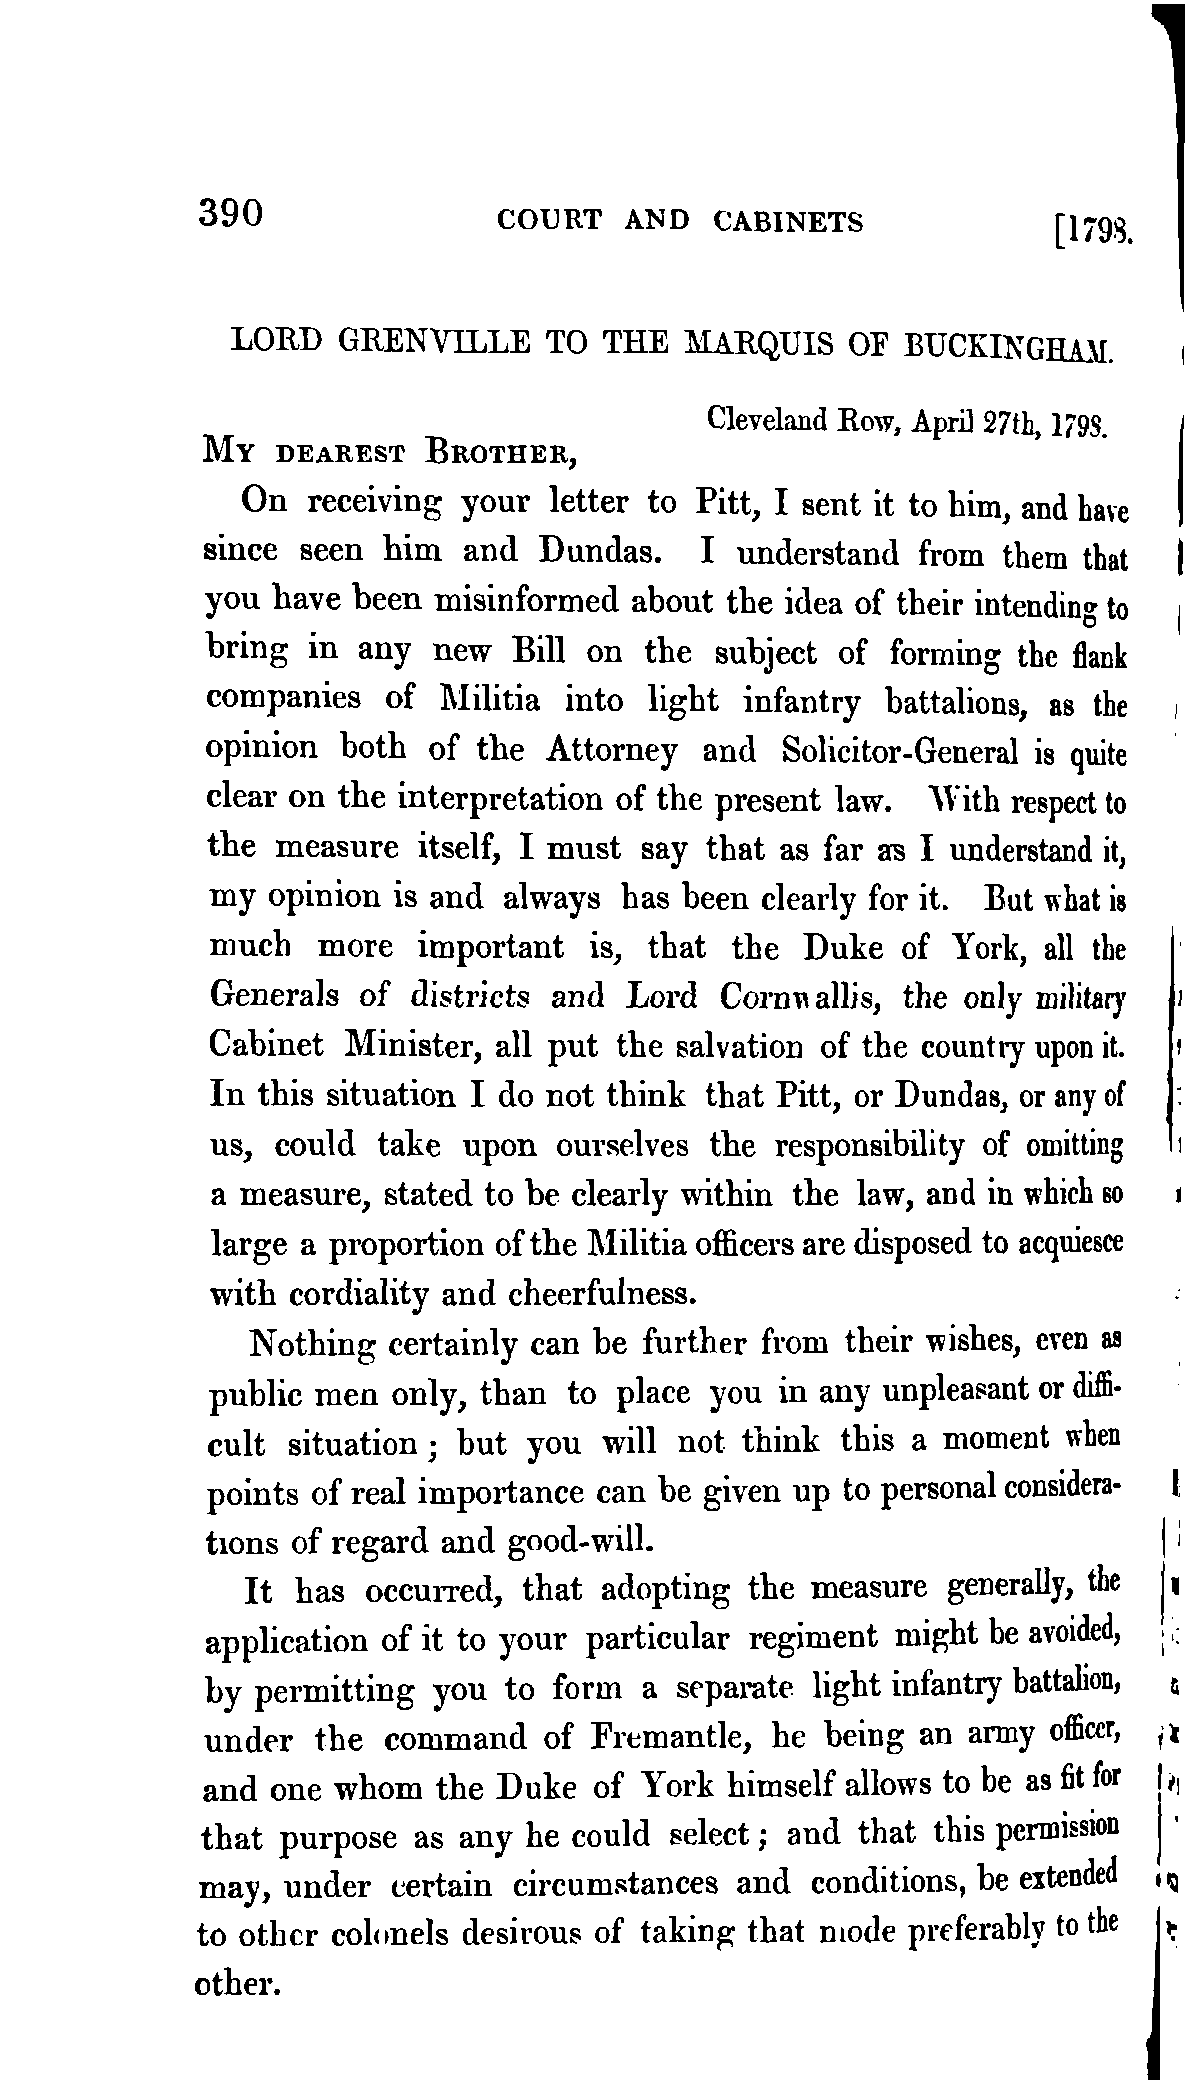 390 COURT AND CABINETS [1798.
LORD GRENVILLE TO THE MARQUIS OF BUCKINGHAM.
Cleveland Row, April 27th, 1798.
MY DEAREST BROTHER,
On receiving your letter to Pitt, I sent it to him, and have
since seen him and Dundas. I understand from them that
you have been misinformed about the idea of their intending to
bring in any new Bill on the subject of forming the flank
companies of Militia into light infantry battalions, as the
opinion both of the Attorney and Solicitor-General is quite
clear on the interpretation of the present law. With respect to
the measure itself, I must say that as far as I understand it,
my opinion is and always has been clearly for it. But what is
much more important is, that the Duke of York, all the
Generals of districts and Lord Cornwallis, the only military
Cabinet Minister, all put the salvation of the country upon it.
In this situation I do not think that Pitt, or Dundas, or any of
us, could take upon ourselves the responsibility of omitting
a measure, stated to be clearly within the law, and in which so
large a proportion of the Militia officers are disposed to acquiesce
with cordiality and cheerfulness.
Nothing certainly can be further from their wishes, even as
public men only, than to place you in any unpleasant or diffi-
cult situation; but you will not think this a moment when
points of real importance can be given up to personal considera-
tions of regard and good-will.
It has occurred, that adopting the measure generally, the
application of it to your particular regiment might be avoided,
by permitting you to form a separate light infantry battalion,
under the command of Fremantle, he being an army officer,
and one whom the Duke of York himself allows to be as fit for
that purpose as any he could select; and that this permission
may, under certain circumstances and conditions, be extended
to other colonels desirous of taking that mode preferably to the
other.